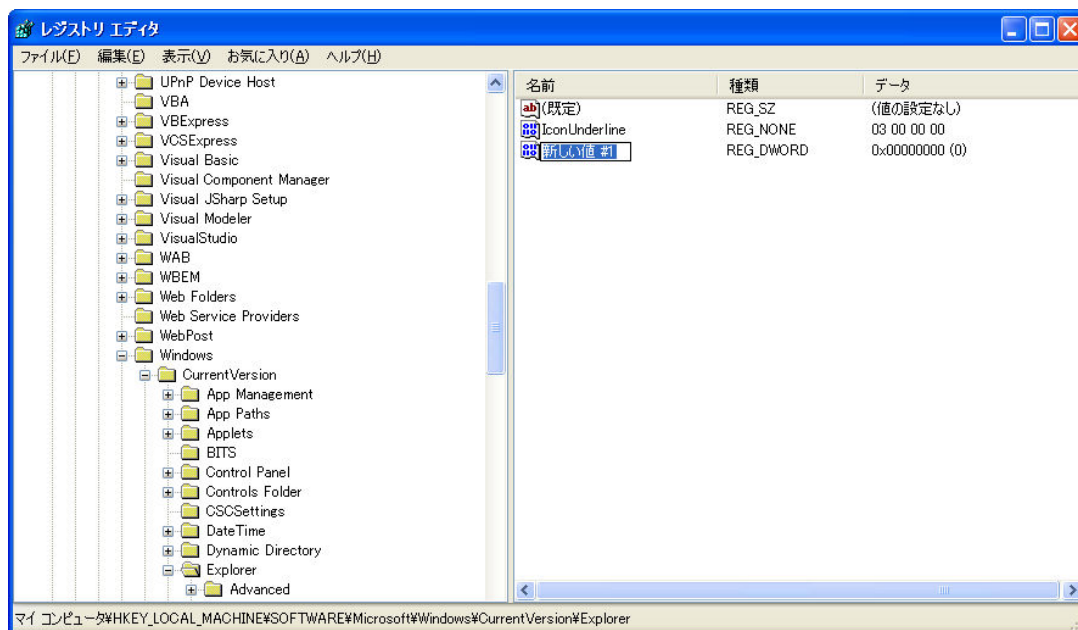 レジストリ エディタ
ファイル(F) 編集(E) 表示(V) お気に入り(A) ヘルプ(H)
UPnP Device Host
VBA
VBExpress
VCSExpress
Visual Basic
Visual Component Manager
Visual JSharp Setup
Visual Modeler
VisualStudio
WAB
WBEM
Web Folders
Web Service Providers
WebPost
Windows
CurrentVersion
App Management
App Paths
Applets
BITS
Control Panel
Controls Folder
CSCSettings
DateTime
Dynamic Directory
Explorer
Advanced
名前 種類 データ
ab (既定) REG_SZ (値の設定なし)
IconUnderline REG_NONE 03 00 00 00
新しい値 #1 REG_DWORD 0x00000000 (0)
マイ コンピュータ¥HKEY_LOCAL_MACHINE¥SOFTWARE¥Microsoft¥Windows¥CurrentVersion¥Explorer